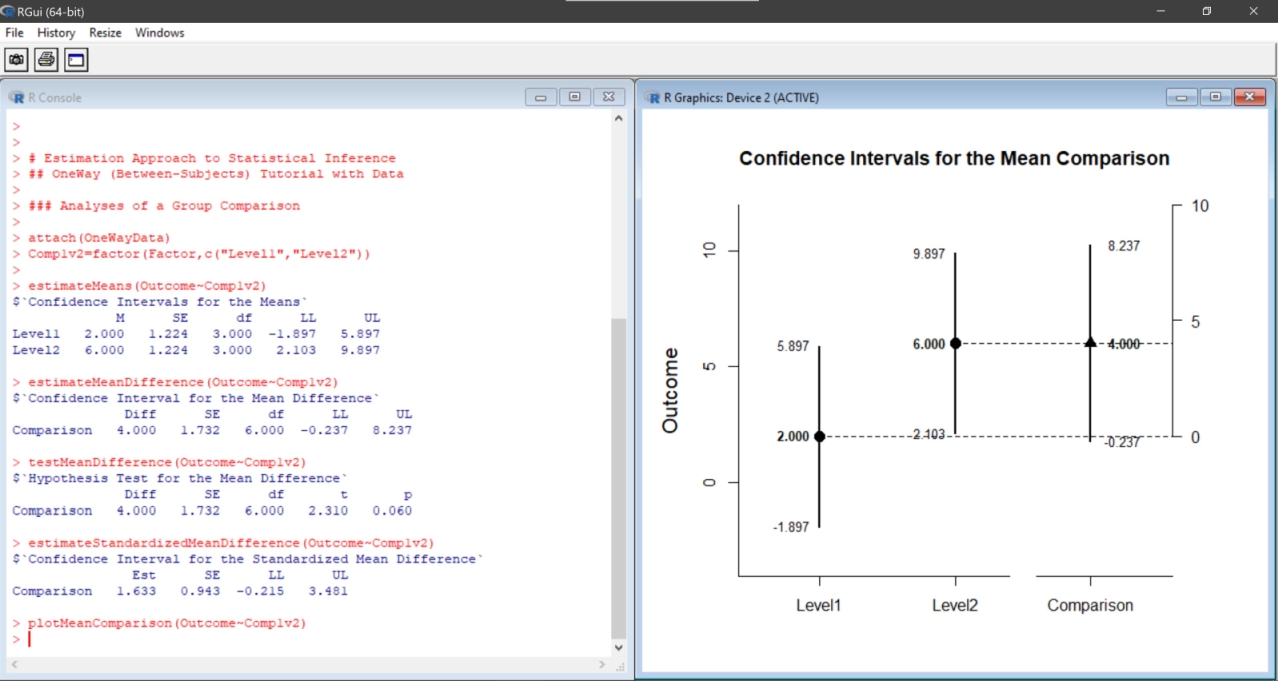 RGui (64-bit)
File History Resize Windows
R Console
>
>
> # Estimation Approach to Statistical Inference
> ## OneWay (Between-Subjects) Tutorial with Data
>
> ### Analyses of a Group Comparison
>
> attach(OneWayData)
> Comp1v2=factor(Factor,c("Level1","Level2"))
>
> estimateMeans(Outcome~Comp1v2)
$`Confidence Intervals for the Means`
M SE df LL UL
Level1 2.000 1.224 3.000 -1.897 5.897
Level2 6.000 1.224 3.000 2.103 9.897
> estimateMeanDifference(Outcome~Comp1v2)
$`Confidence Interval for the Mean Difference`
Diff SE df LL UL
Comparison 4.000 1.732 6.000 -0.237 8.237
> testMeanDifference(Outcome~Comp1v2)
$`Hypothesis Test for the Mean Difference`
Diff SE df t p
Comparison 4.000 1.732 6.000 2.310 0.060
> estimateStandardizedMeanDifference(Outcome~Comp1v2)
$`Confidence Interval for the Standardized Mean Difference`
Est SE LL UL
Comparison 1.633 0.943 -0.215 3.481
> plotMeanComparison(Outcome~Comp1v2)
>
R Graphics: Device 2 (ACTIVE)
Confidence Intervals for the Mean Comparison
Outcome
10
5
0
5.897
2.000
-1.897
9.897
6.000
2.103
8.237
4.000
-0.237
10
5
0
Level1 Level2 Comparison